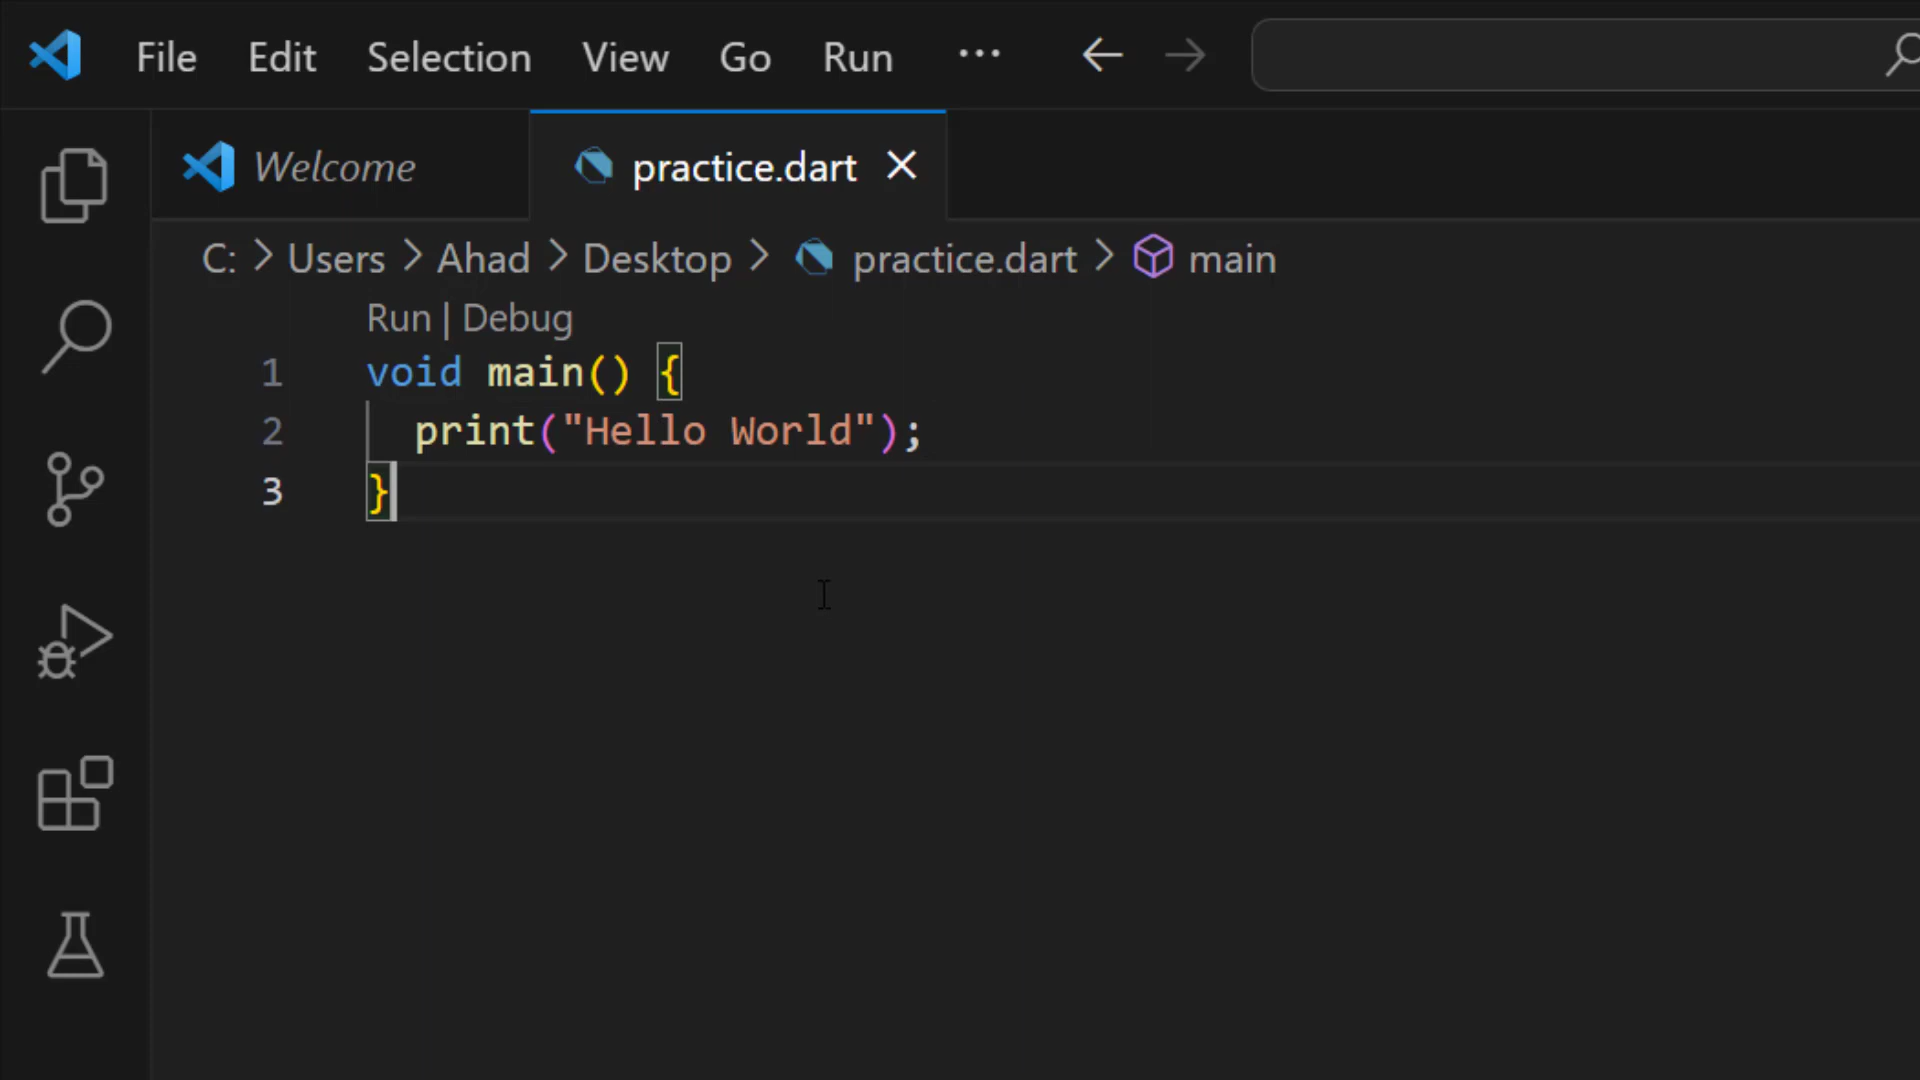 File Edit Selection View Go Run ···
Welcome practice.dart
C: > Users > Ahad > Desktop > practice.dart > main
Run | Debug
1 void main() {
2 print("Hello World");
3 }